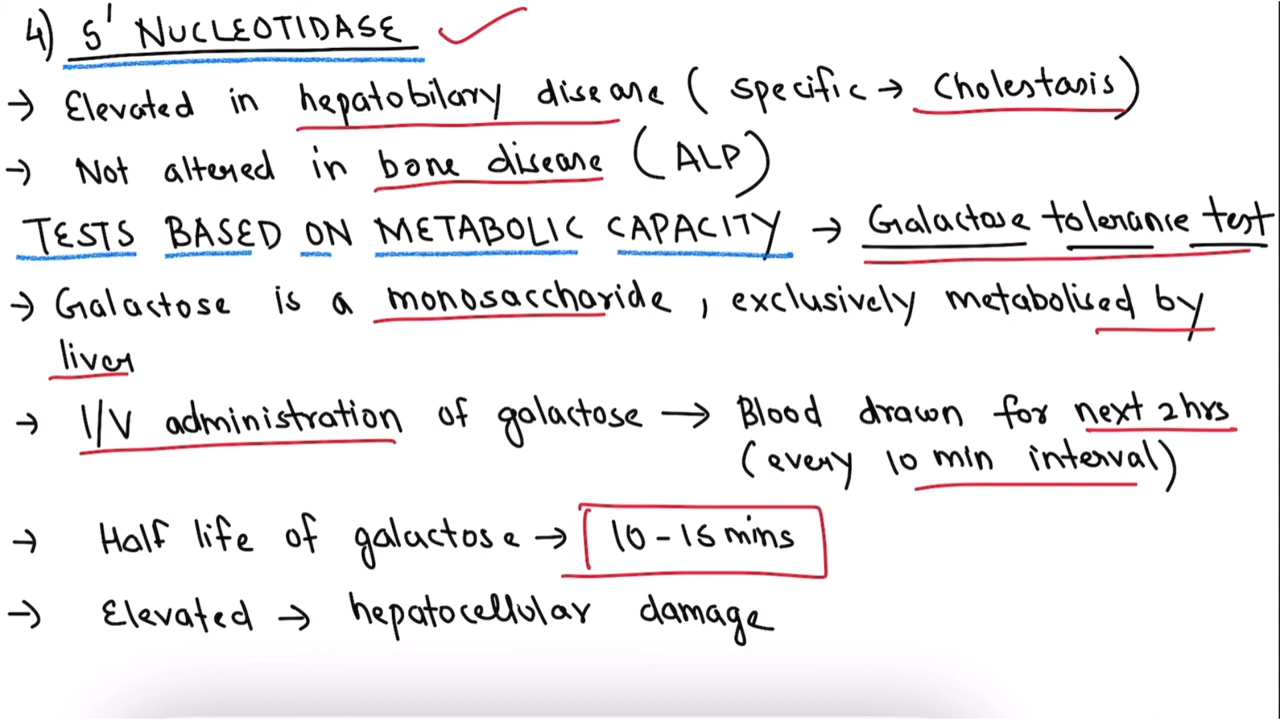 4) 5' NUCLEOTIDASE
→ Elevated in hepatobilary disease ( specific → Cholestasis)
→ Not altered in bone disease (ALP)
TESTS BASED ON METABOLIC CAPACITY → Galactose tolerance test
→ Galactose is a monosaccharide, exclusively metabolised by
liver
→ I/V administration of galactose → Blood drawn for next 2hrs
(every 10 min interval)
→ Half life of galactose → 10-15 mins
→ Elevated → hepatocellular damage